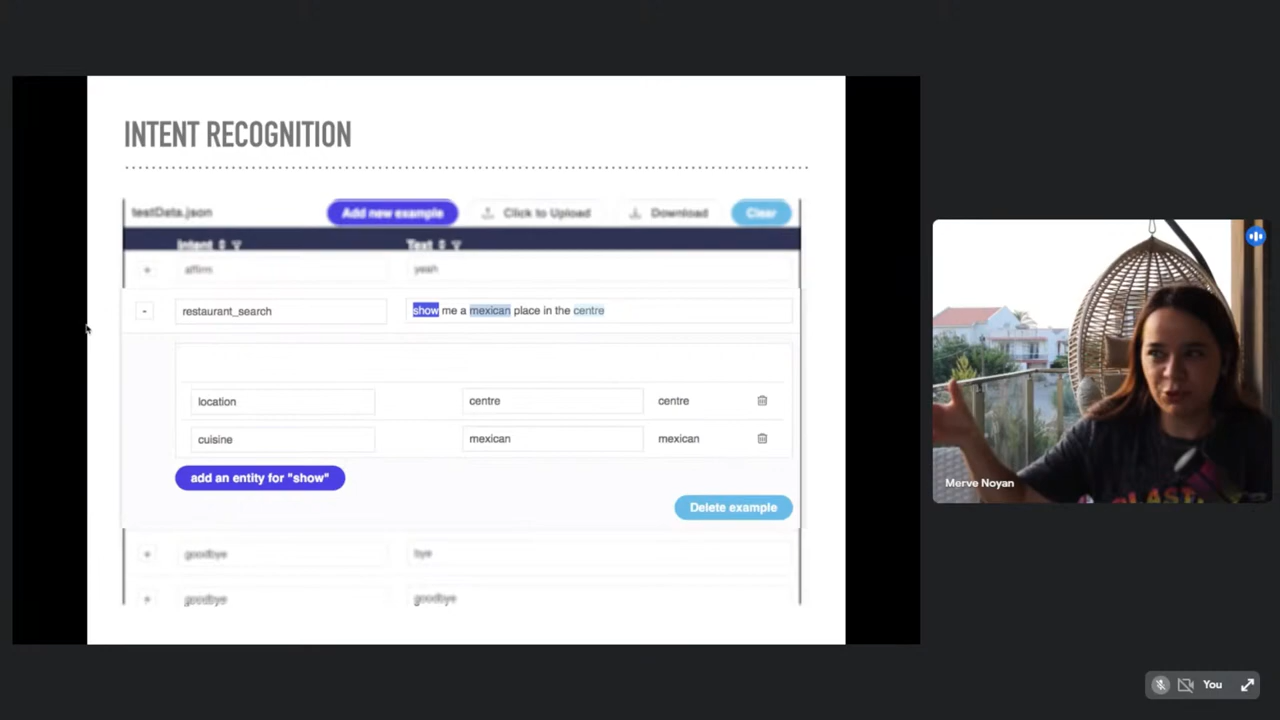 INTENT RECOGNITION
testData.json Add new example Click to Upload Download Clear
Intent Text
+ affirm yeah
- restaurant_search show me a mexican place in the centre
location centre centre
cuisine mexican mexican
add an entity for "show"
Delete example
+ goodbye bye
+ goodbye goodbye
Merve Noyan
You